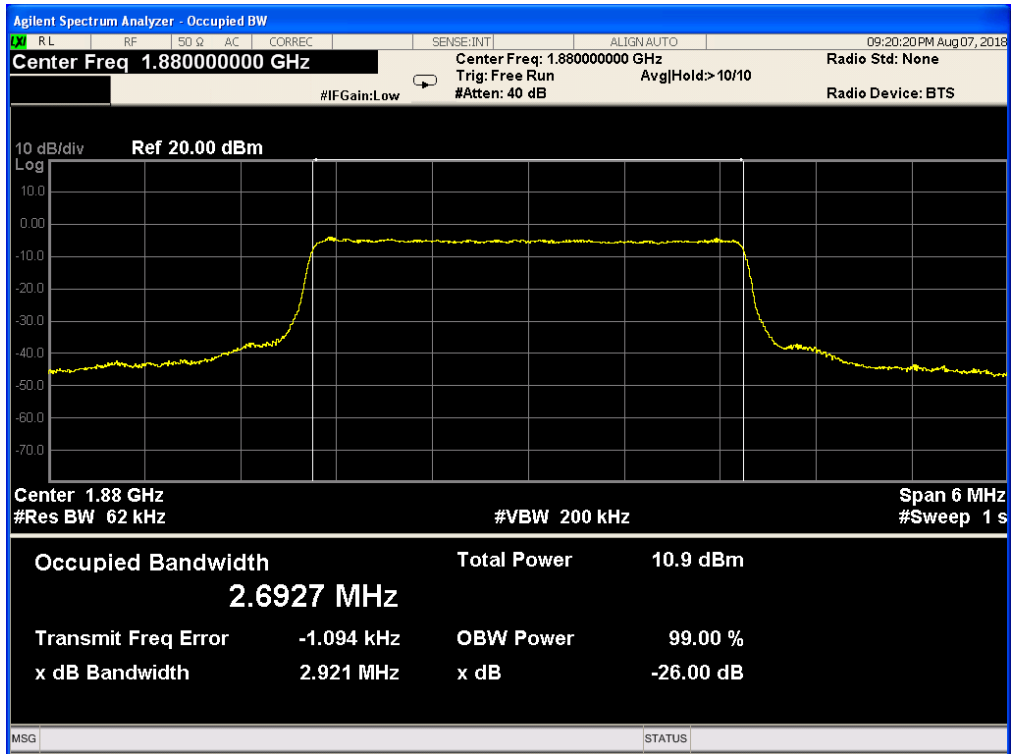 Agilent Spectrum Analyzer - Occupied BW
LXI RL RF 50 Ω AC CORREC SENSE:INT ALIGN AUTO 09:20:20 PM Aug 07, 2018
Center Freq 1.880000000 GHz Center Freq: 1.880000000 GHz Radio Std: None
Trig: Free Run Avg|Hold:>10/10
#IFGain:Low #Atten: 40 dB Radio Device: BTS
10 dB/div Ref 20.00 dBm
Log
10.0
0.00
-10.0
-20.0
-30.0
-40.0
-50.0
-60.0
-70.0
Center 1.88 GHz Span 6 MHz
#Res BW 62 kHz #VBW 200 kHz #Sweep 1 s
Occupied Bandwidth Total Power 10.9 dBm
2.6927 MHz
Transmit Freq Error -1.094 kHz OBW Power 99.00 %
x dB Bandwidth 2.921 MHz x dB -26.00 dB
MSG STATUS